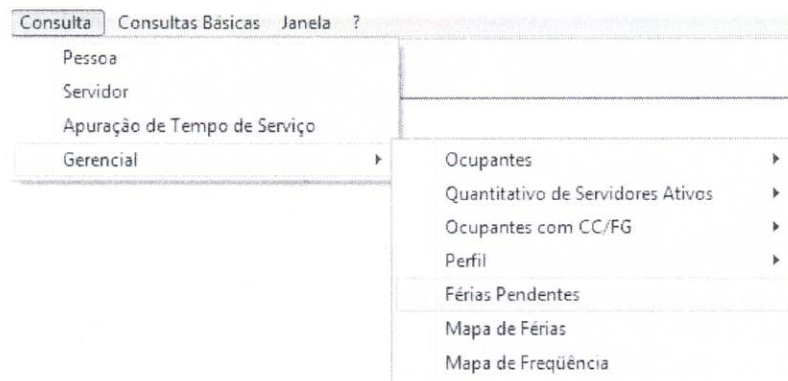 Consulta Consultas Básicas Janela ?
Pessoa
Servidor
Apuração de Tempo de Serviço
Gerencial
Ocupantes
Quantitativo de Servidores Ativos
Ocupantes com CC/FG
Perfil
Férias Pendentes
Mapa de Férias
Mapa de Freqüência